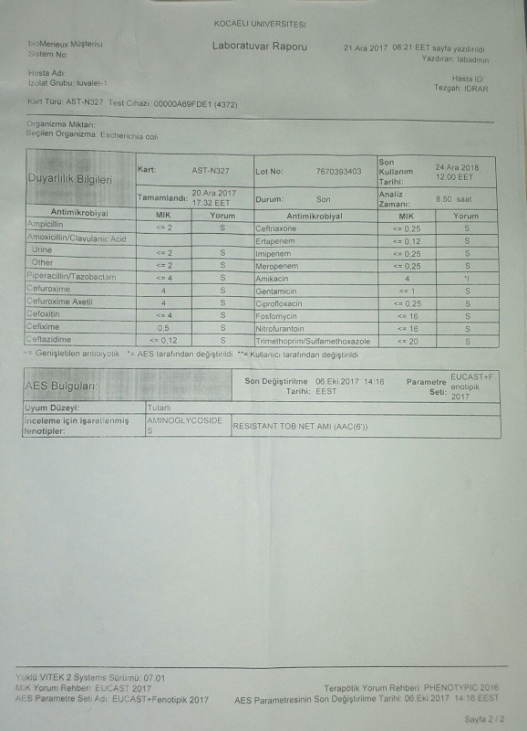 KOCAELİ ÜNİVERSİTESİ
bioMerieux Müşterisi
Laboratuvar Raporu
21 Ara 2017 08:21 EET sayfa yazdırıldı
Sistem No:
Yazdıran: labadmin
Hasta Adı:
Hasta ID:
İzolat Grubu: tuvalet-1
Tezgah: IDRAR
Kart Türü: AST-N327 Test Cihazı: 00000A69FDE1 (4372)
Organizma Miktarı:
Seçilen Organizma: Escherichia coli
Duyarlılık Bilgileri
Kart: AST-N327 Lot No: 7670393403 Son Kullanım Tarihi: 24 Ara 2018 12:00 EET
Tamamlandı: 20 Ara 2017 17:32 EET Durum: Son Analiz Zamanı: 8,50 saat
Antimikrobiyal MIK Yorum Antimikrobiyal MIK Yorum
Ampicillin <= 2 S Ceftriaxone <= 0,25 S
Amoxicillin/Clavulanic Acid Ertapenem <= 0,12 S
Urine <= 2 S Imipenem <= 0,25 S
Other <= 2 S Meropenem <= 0,25 S
Piperacillin/Tazobactam <= 4 S Amikacin 4 *I
Cefuroxime 4 S Gentamicin <= 1 S
Cefuroxime Axetil 4 S Ciprofloxacin <= 0,25 S
Cefoxitin <= 4 S Fosfomycin <= 16 S
Cefixime 0,5 S Nitrofurantoin <= 16 S
Ceftazidime <= 0,12 S Trimethoprim/Sulfamethoxazole <= 20 S
+= Genişletilen antibiyotik *= AES tarafından değiştirildi **= Kullanıcı tarafından değiştirildi
AES Bulguları:
Son Değiştirilme Tarihi: 06.Eki.2017 14:16 EEST Parametre Seti: EUCAST+Fenotipik 2017
Uyum Düzeyi: Tutarlı
İnceleme için işaretlenmiş fenotipler: AMINOGLYCOSIDES RESISTANT TOB NET AMI (AAC(6'))
Yüklü VITEK 2 Systems Sürümü: 07.01
MIK Yorum Rehberi: EUCAST 2017
Terapötik Yorum Rehberi: PHENOTYPIC 2016
AES Parametre Seti Adı: EUCAST+Fenotipik 2017
AES Parametresinin Son Değiştirilme Tarihi: 06.Eki.2017 14:16 EEST
Sayfa 2 / 2